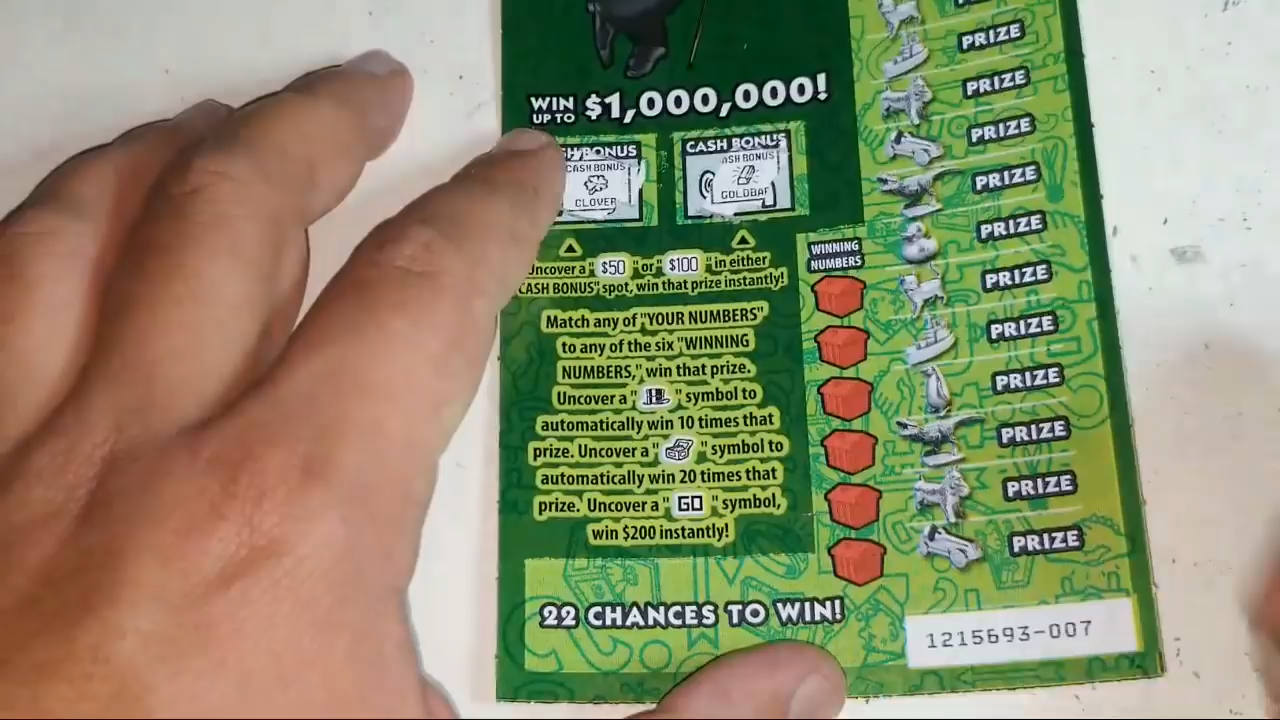 WIN UP TO $1,000,000!
CASH BONUS
CASH BONUS
CLOVER
GOLDBAR
Uncover a "$50" or "$100" in either
"CASH BONUS" spot, win that prize instantly!
Match any of "YOUR NUMBERS"
to any of the six "WINNING
NUMBERS," win that prize.
Uncover a " " symbol to
automatically win 10 times that
prize. Uncover a " " symbol to
automatically win 20 times that
prize. Uncover a "GO" symbol,
win $200 instantly!
22 CHANCES TO WIN!
WINNING
NUMBERS
PRIZE
PRIZE
PRIZE
PRIZE
PRIZE
PRIZE
PRIZE
PRIZE
PRIZE
PRIZE
PRIZE
1215693-007